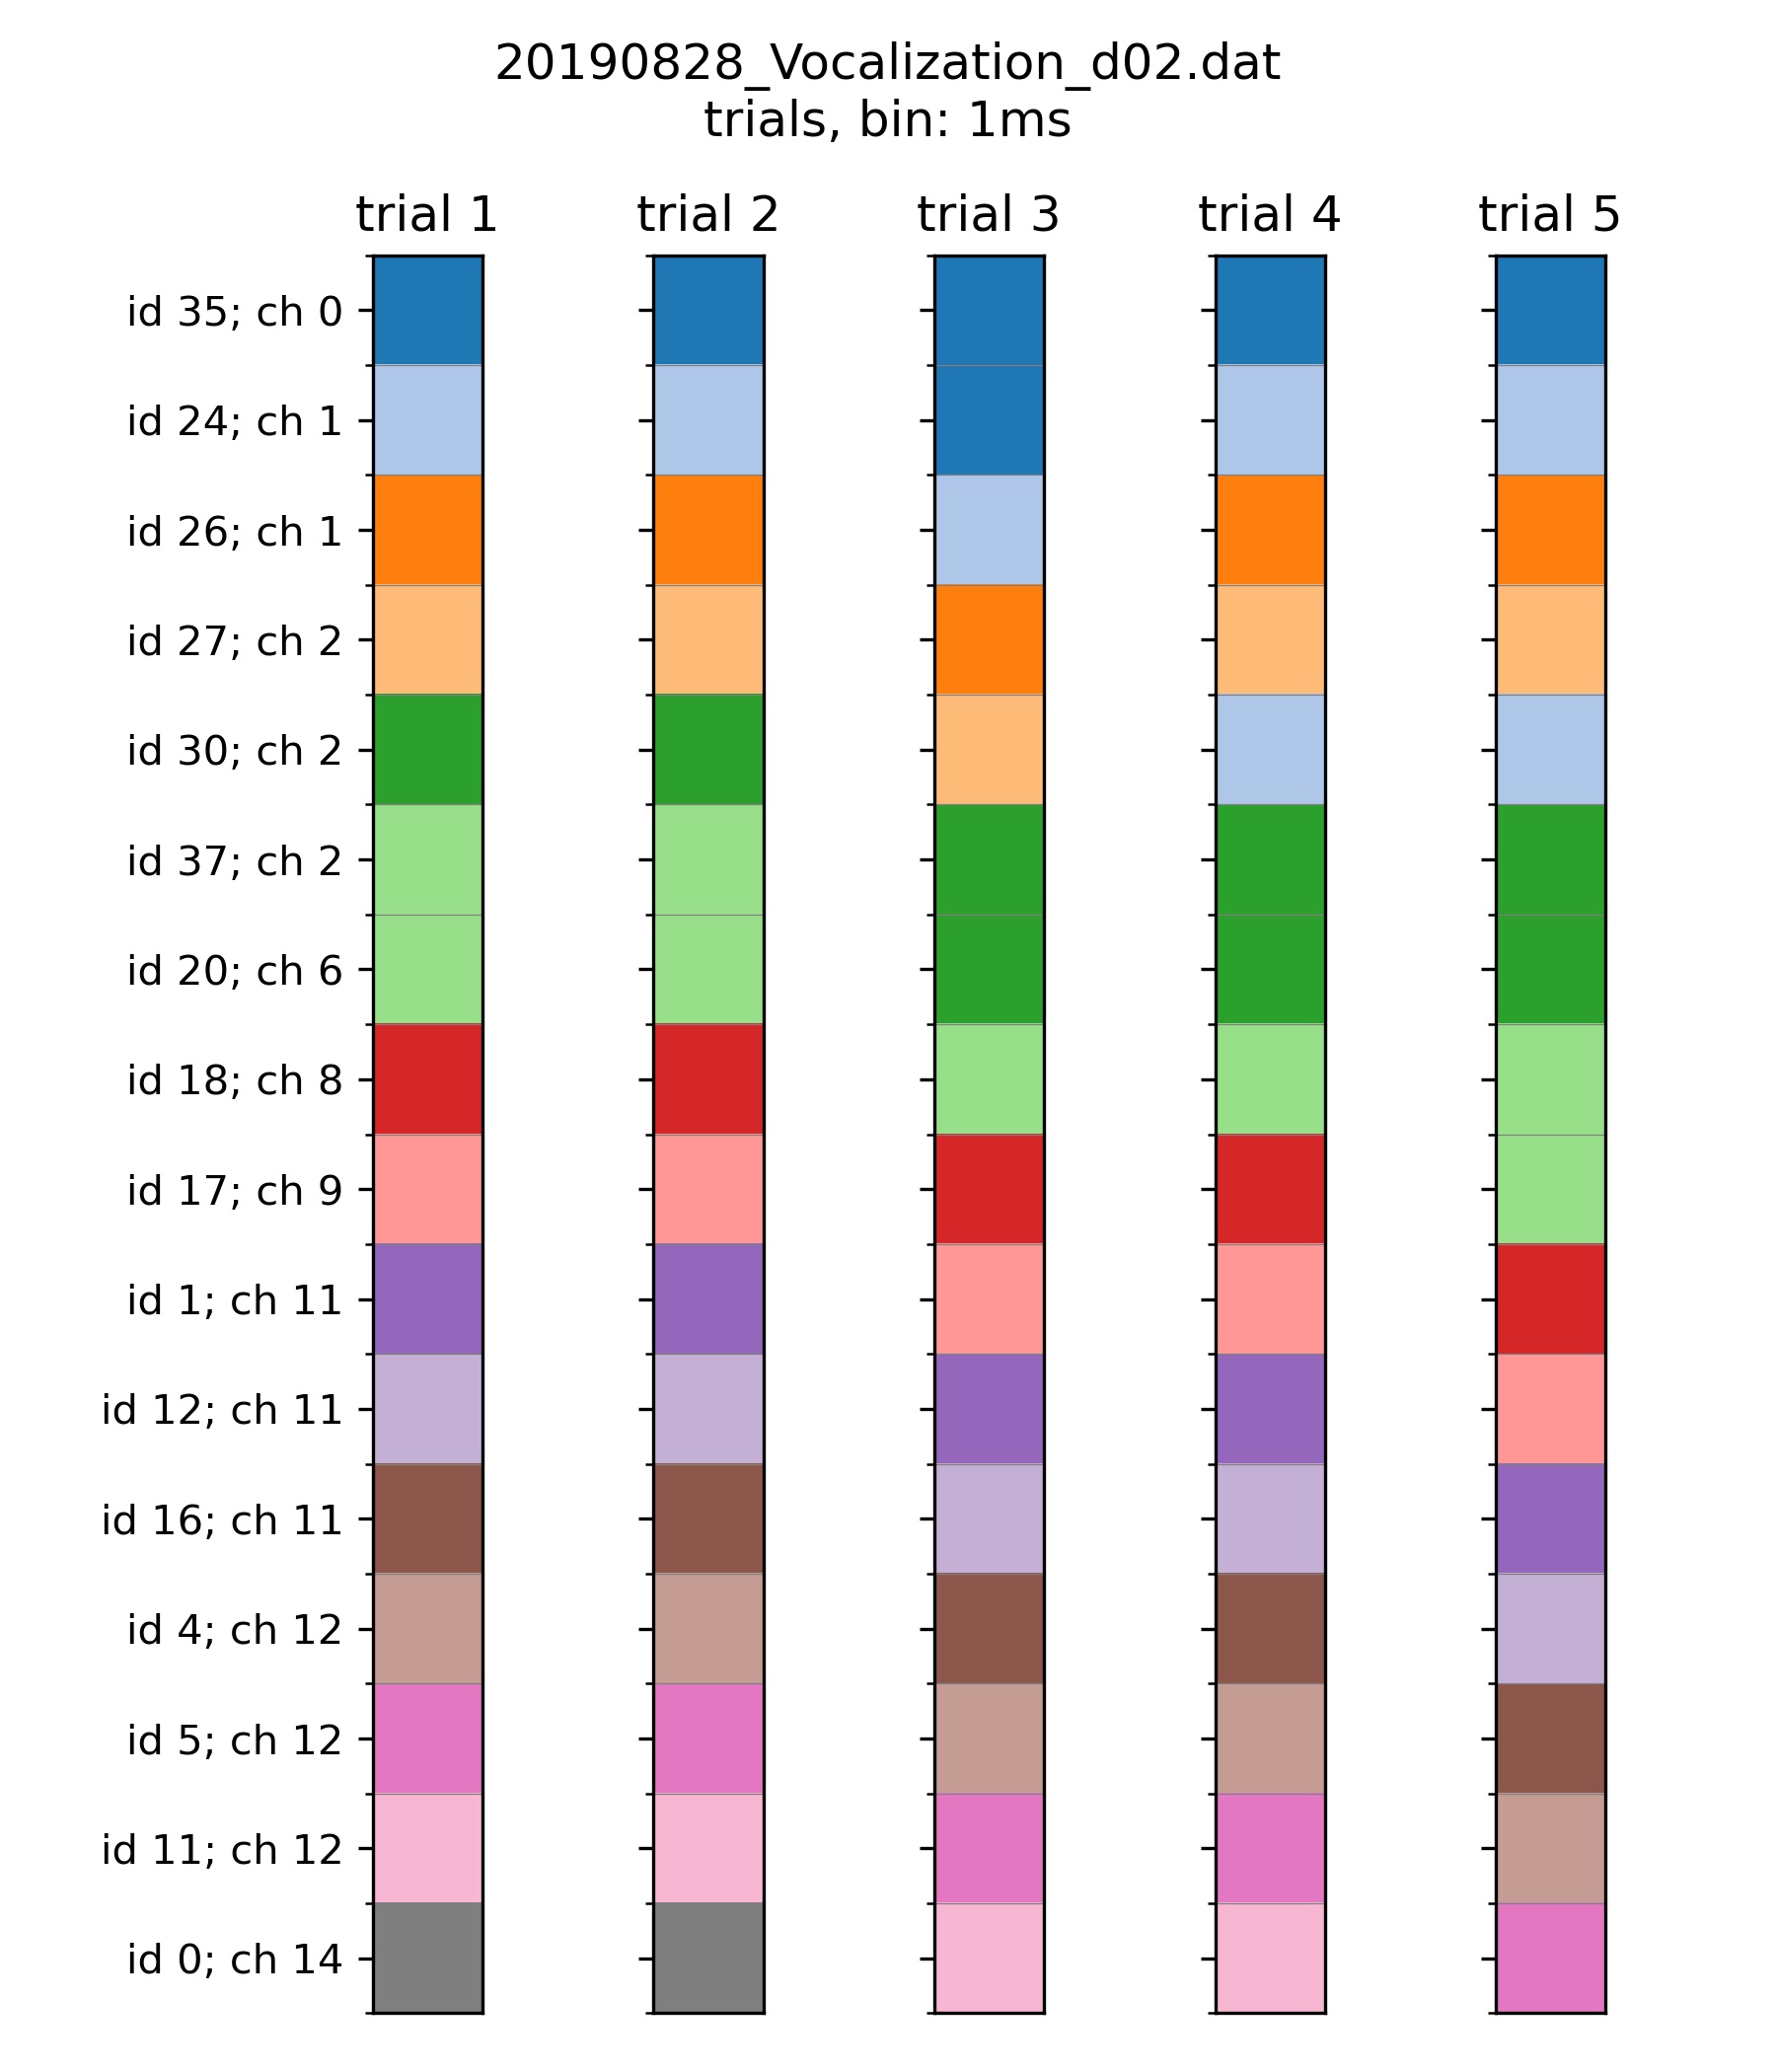 20190828_Vocalization_d02.dat
trials, bin: 1ms
trial 1 trial 2 trial 3 trial 4 trial 5
id 35; ch 0
id 24; ch 1
id 26; ch 1
id 27; ch 2
id 30; ch 2
id 37; ch 2
id 20; ch 6
id 18; ch 8
id 17; ch 9
id 1; ch 11
id 12; ch 11
id 16; ch 11
id 4; ch 12
id 5; ch 12
id 11; ch 12
id 0; ch 14